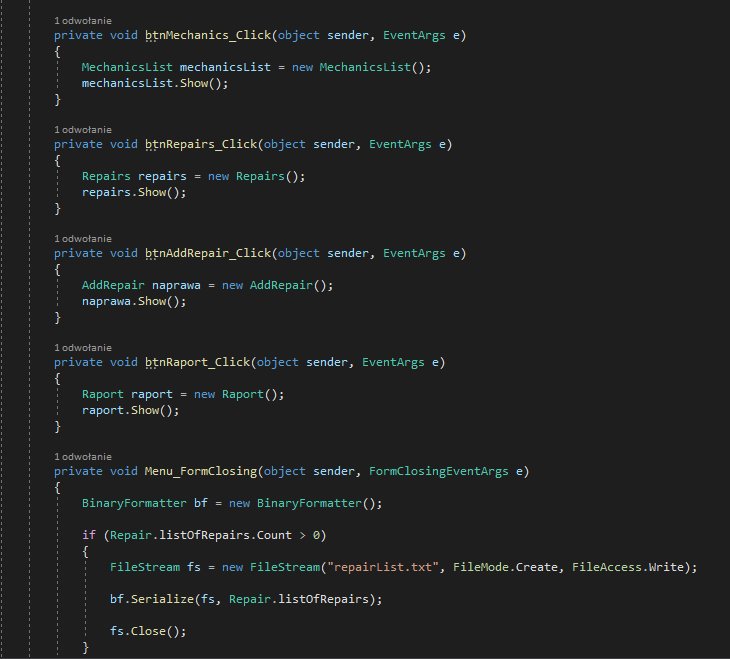 1 odwołanie
private void btnMechanics_Click(object sender, EventArgs e)
{
MechanicsList mechanicsList = new MechanicsList();
mechanicsList.Show();
}
1 odwołanie
private void btnRepairs_Click(object sender, EventArgs e)
{
Repairs repairs = new Repairs();
repairs.Show();
}
1 odwołanie
private void btnAddRepair_Click(object sender, EventArgs e)
{
AddRepair naprawa = new AddRepair();
naprawa.Show();
}
1 odwołanie
private void btnRaport_Click(object sender, EventArgs e)
{
Raport raport = new Raport();
raport.Show();
}
1 odwołanie
private void Menu_FormClosing(object sender, FormClosingEventArgs e)
{
BinaryFormatter bf = new BinaryFormatter();
if (Repair.listOfRepairs.Count > 0)
{
FileStream fs = new FileStream("repairList.txt", FileMode.Create, FileAccess.Write);
bf.Serialize(fs, Repair.listOfRepairs);
fs.Close();
}